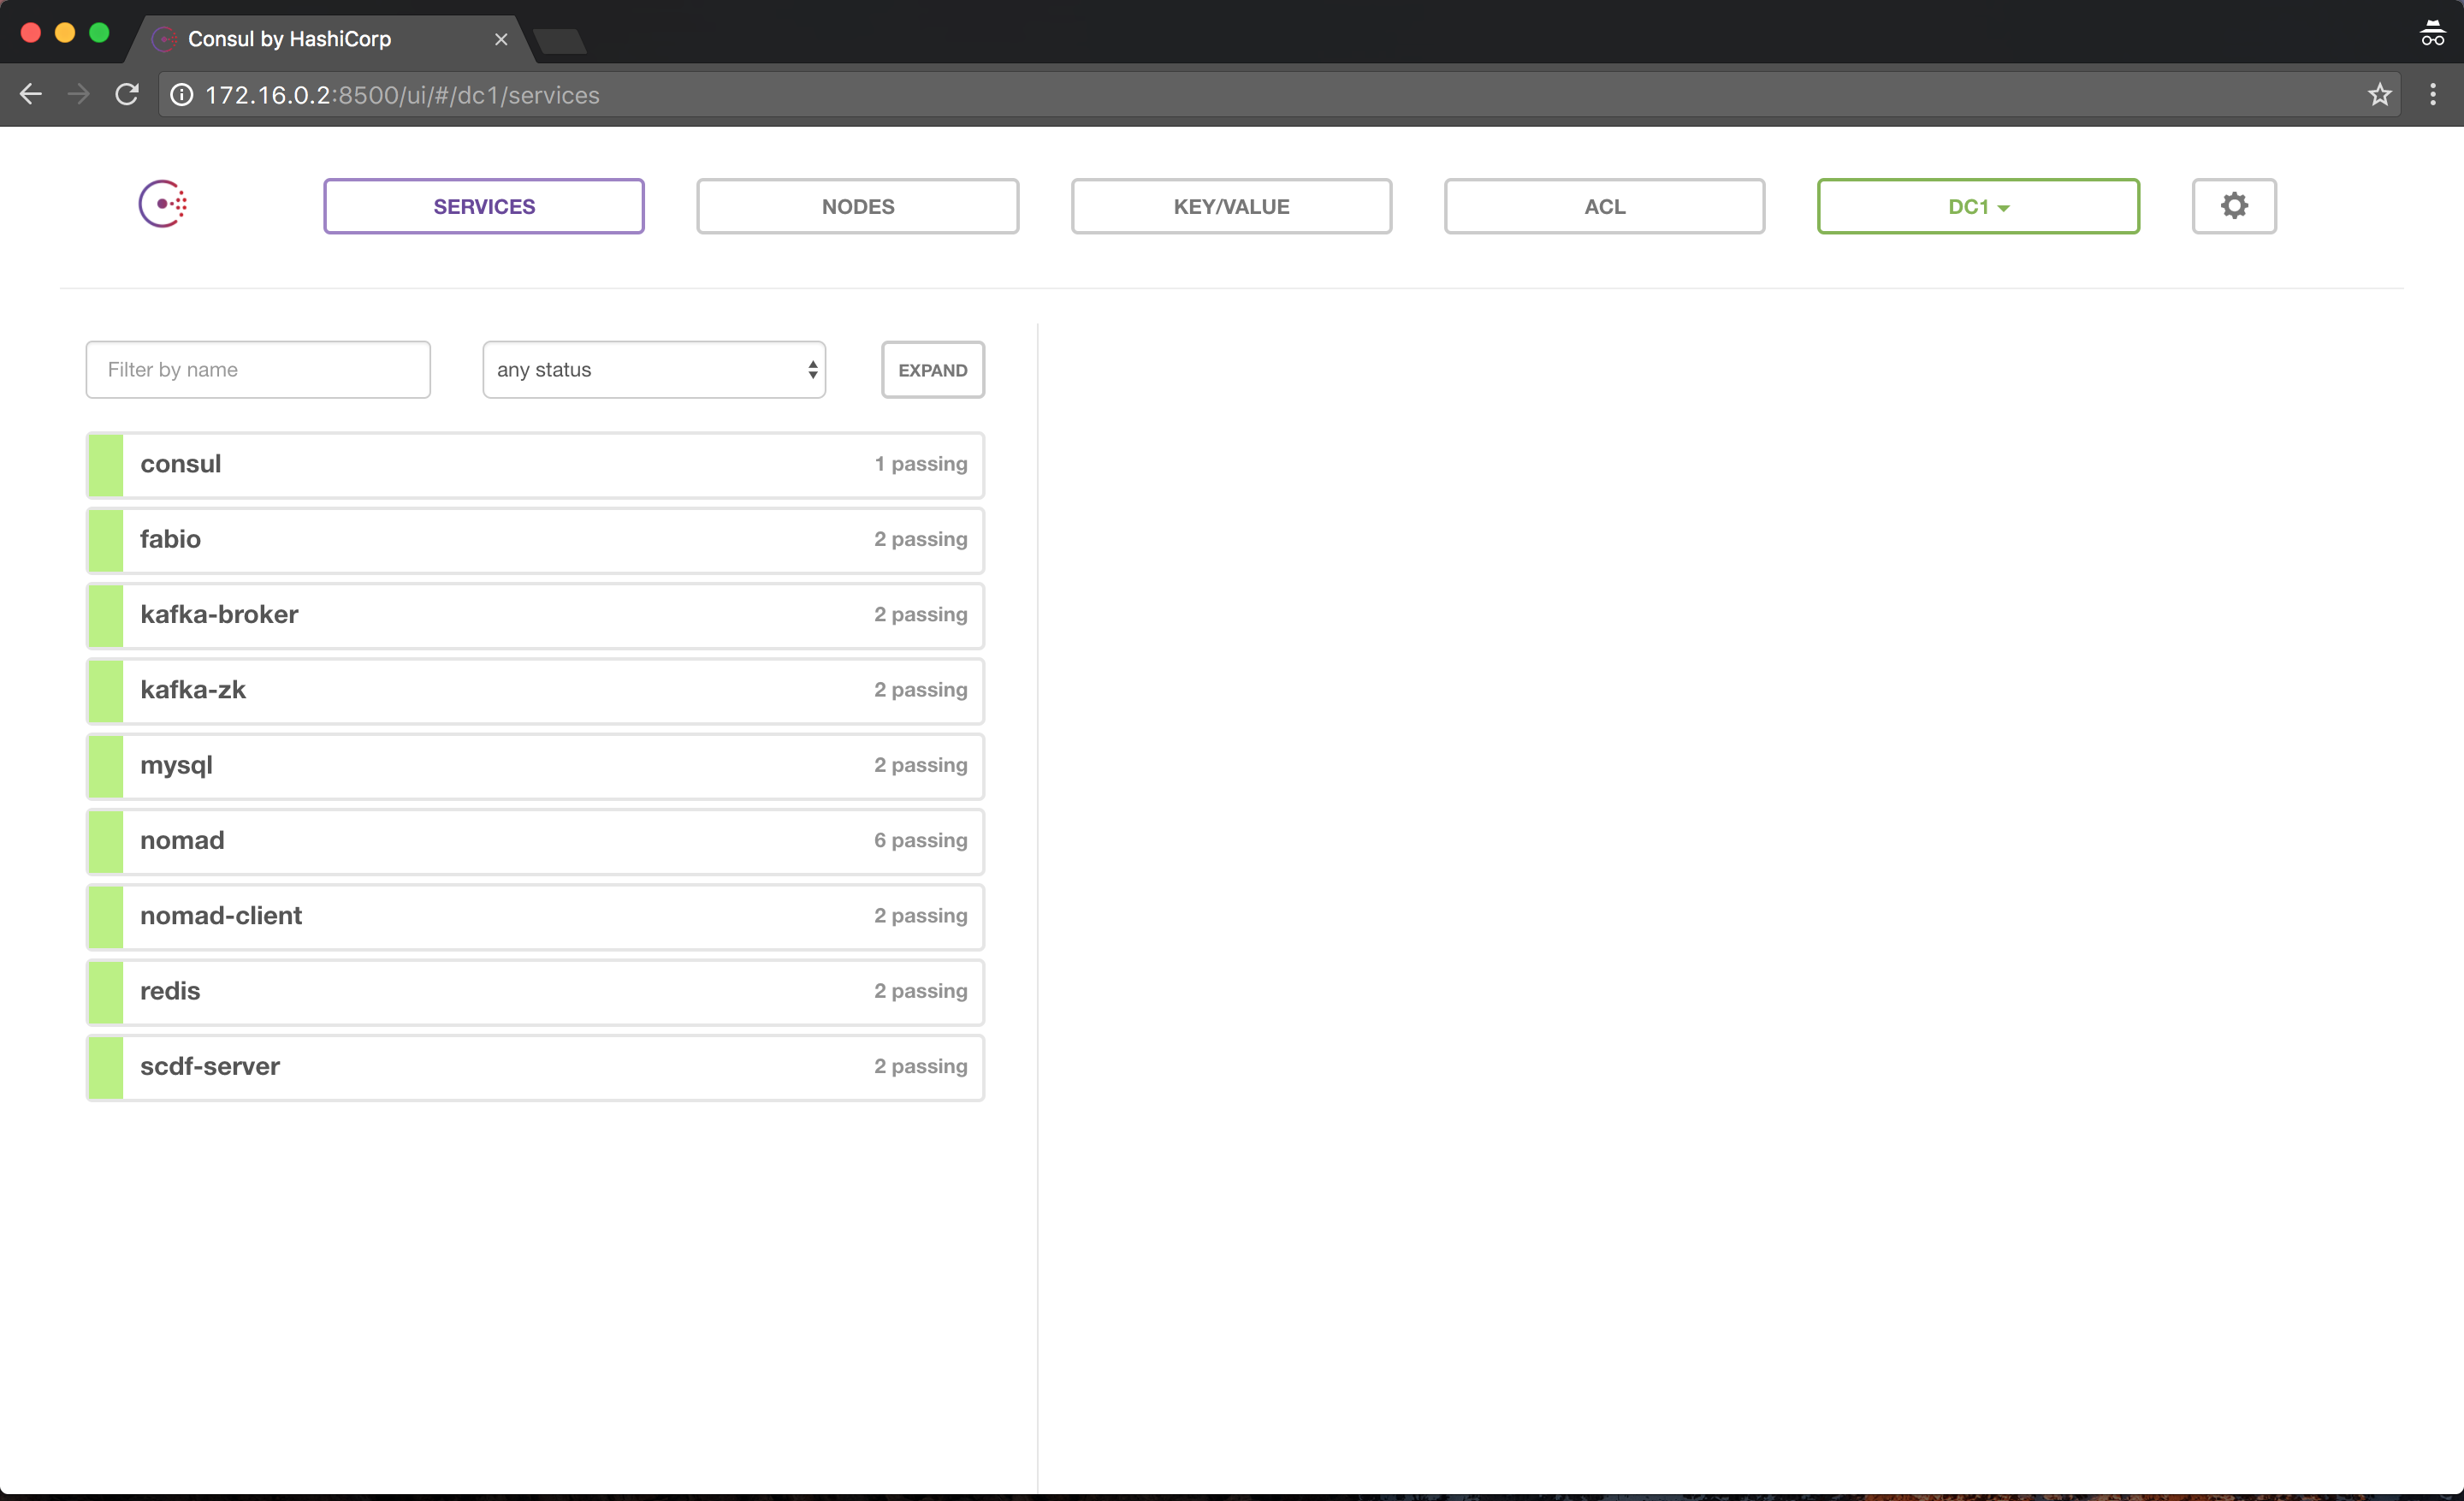 Consul by HashiCorp
172.16.0.2:8500/ui/#/dc1/services
SERVICES NODES KEY/VALUE ACL DC1
Filter by name any status EXPAND
consul 1 passing
fabio 2 passing
kafka-broker 2 passing
kafka-zk 2 passing
mysql 2 passing
nomad 6 passing
nomad-client 2 passing
redis 2 passing
scdf-server 2 passing